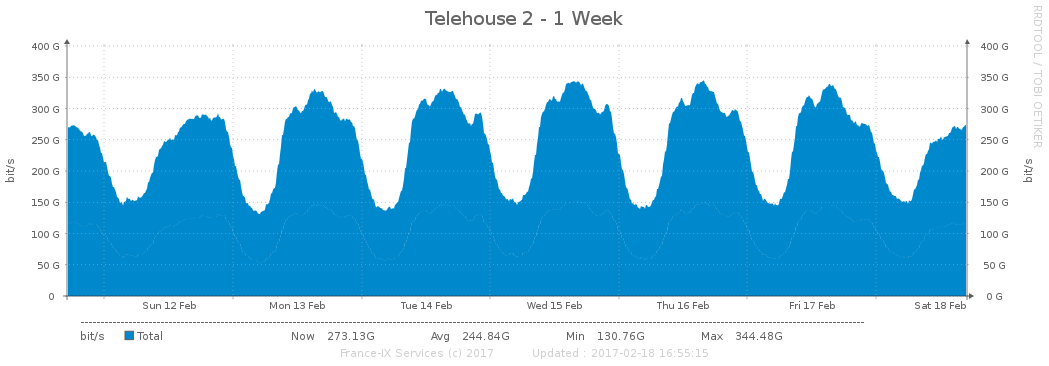 Telehouse 2 - 1 Week
RRDTOOL / TOBI OETIKER
400 G 400 G
350 G 350 G
300 G 300 G
250 G 250 G
200 G 200 G
150 G 150 G
100 G 100 G
50 G 50 G
0 0 G
bit/s bit/s
Sun 12 Feb Mon 13 Feb Tue 14 Feb Wed 15 Feb Thu 16 Feb Fri 17 Feb Sat 18 Feb
bit/s Total Now 273.13G Avg 244.84G Min 130.76G Max 344.48G
France-IX Services (c) 2017 Updated : 2017-02-18 16:55:15